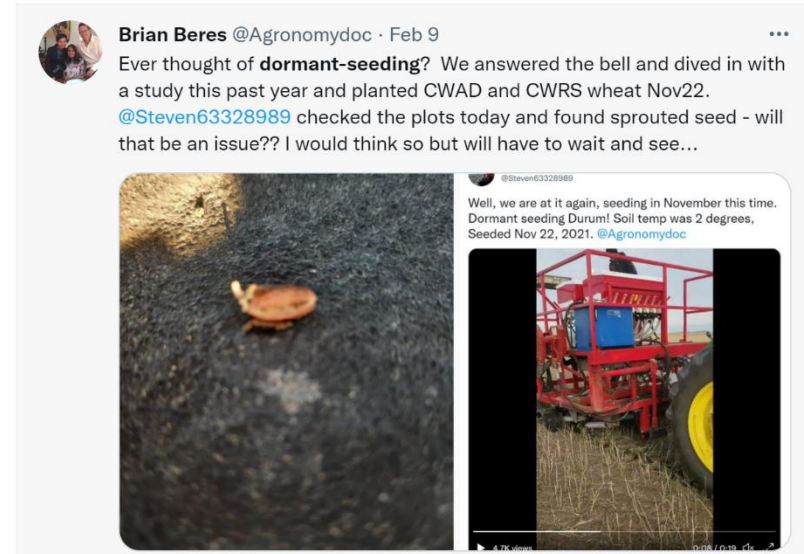 Brian Beres @Agronomydoc · Feb 9
Ever thought of dormant-seeding? We answered the bell and dived in with
a study this past year and planted CWAD and CWRS wheat Nov22.
@Steven63328989 checked the plots today and found sprouted seed - will
that be an issue?? I would think so but will have to wait and see...
@Steven63328989
Well, we are at it again, seeding in November this time.
Dormant seeding Durum! Soil temp was 2 degrees,
Seeded Nov 22, 2021. @Agronomydoc
4.7K views
0:08 / 0:19